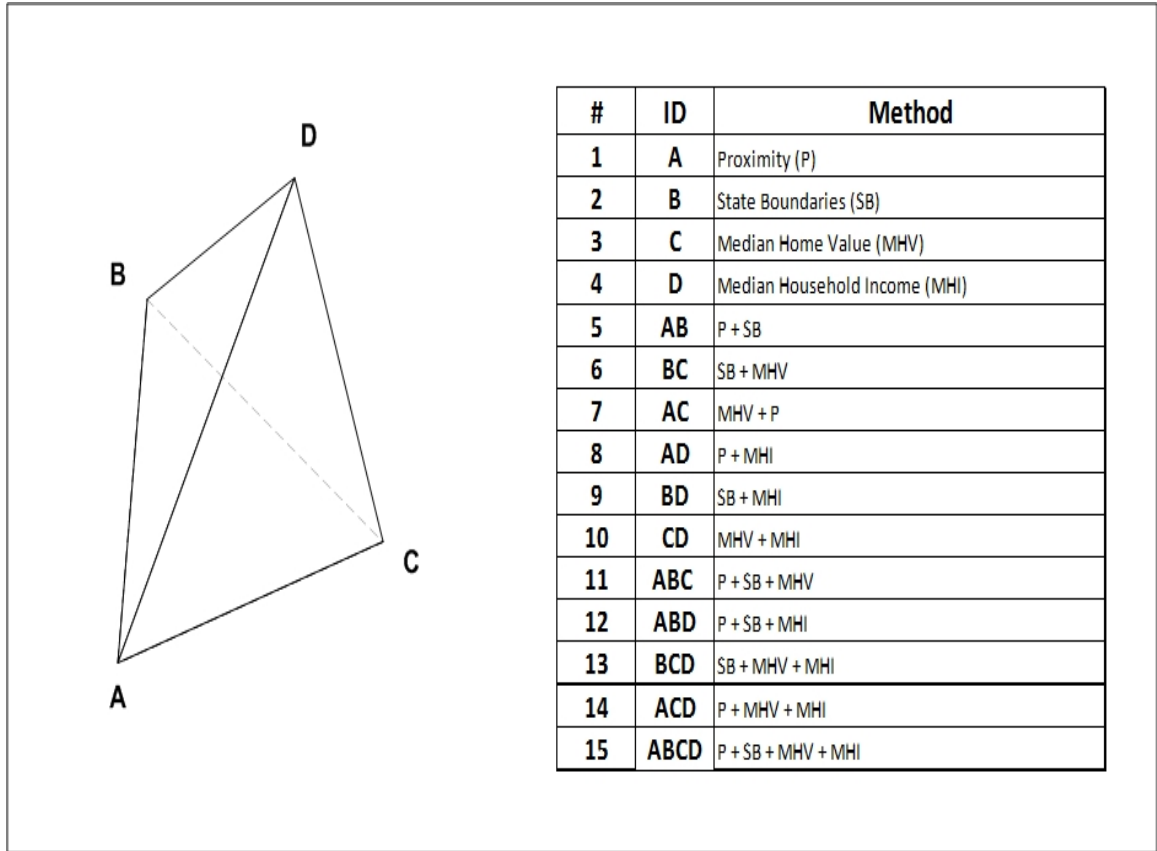 D
B
C
A
# ID Method
1 A Proximity (P)
2 B State Boundaries (SB)
3 C Median Home Value (MHV)
4 D Median Household Income (MHI)
5 AB P + SB
6 BC SB + MHV
7 AC MHV + P
8 AD P + MHI
9 BD SB + MHI
10 CD MHV + MHI
11 ABC P + SB + MHV
12 ABD P + SB + MHI
13 BCD SB + MHV + MHI
14 ACD P + MHV + MHI
15 ABCD P + SB + MHV + MHI